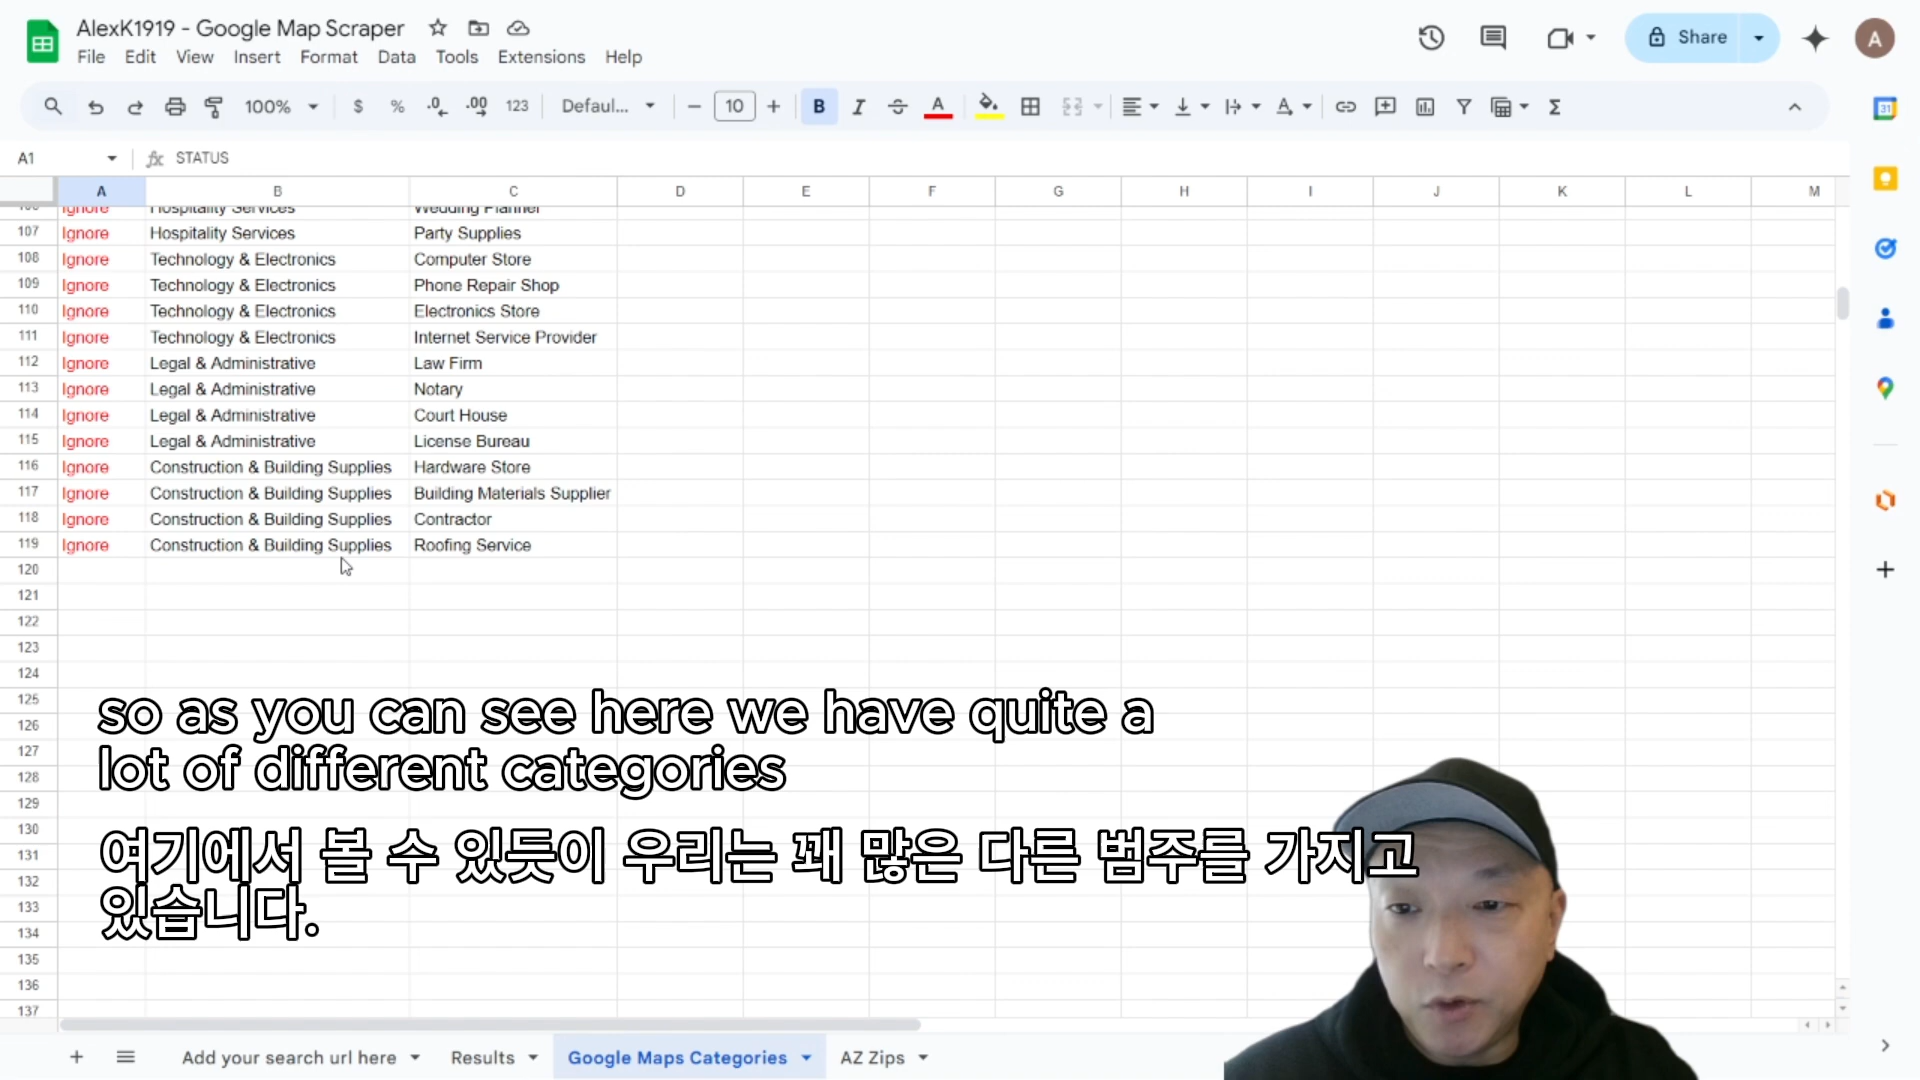 AlexK1919 - Google Map Scraper
File Edit View Insert Format Data Tools Extensions Help
Share
A
100% $ % .0 .00 123 Defaul... 10 B I A
31
A1 fx STATUS
A B C D E F G H I J K L M
Ignore Hospitality Services Wedding Planner
107 Ignore Hospitality Services Party Supplies
108 Ignore Technology & Electronics Computer Store
109 Ignore Technology & Electronics Phone Repair Shop
110 Ignore Technology & Electronics Electronics Store
111 Ignore Technology & Electronics Internet Service Provider
112 Ignore Legal & Administrative Law Firm
113 Ignore Legal & Administrative Notary
114 Ignore Legal & Administrative Court House
115 Ignore Legal & Administrative License Bureau
116 Ignore Construction & Building Supplies Hardware Store
117 Ignore Construction & Building Supplies Building Materials Supplier
118 Ignore Construction & Building Supplies Contractor
119 Ignore Construction & Building Supplies Roofing Service
120
121
122
123
124
125
126
127
128
129
130
131
132
133
134
135
136
137
so as you can see here we have quite a
lot of different categories
여기에서 볼 수 있듯이 우리는 꽤 많은 다른 범주를 가지고
있습니다.
Add your search url here Results Google Maps Categories AZ Zips